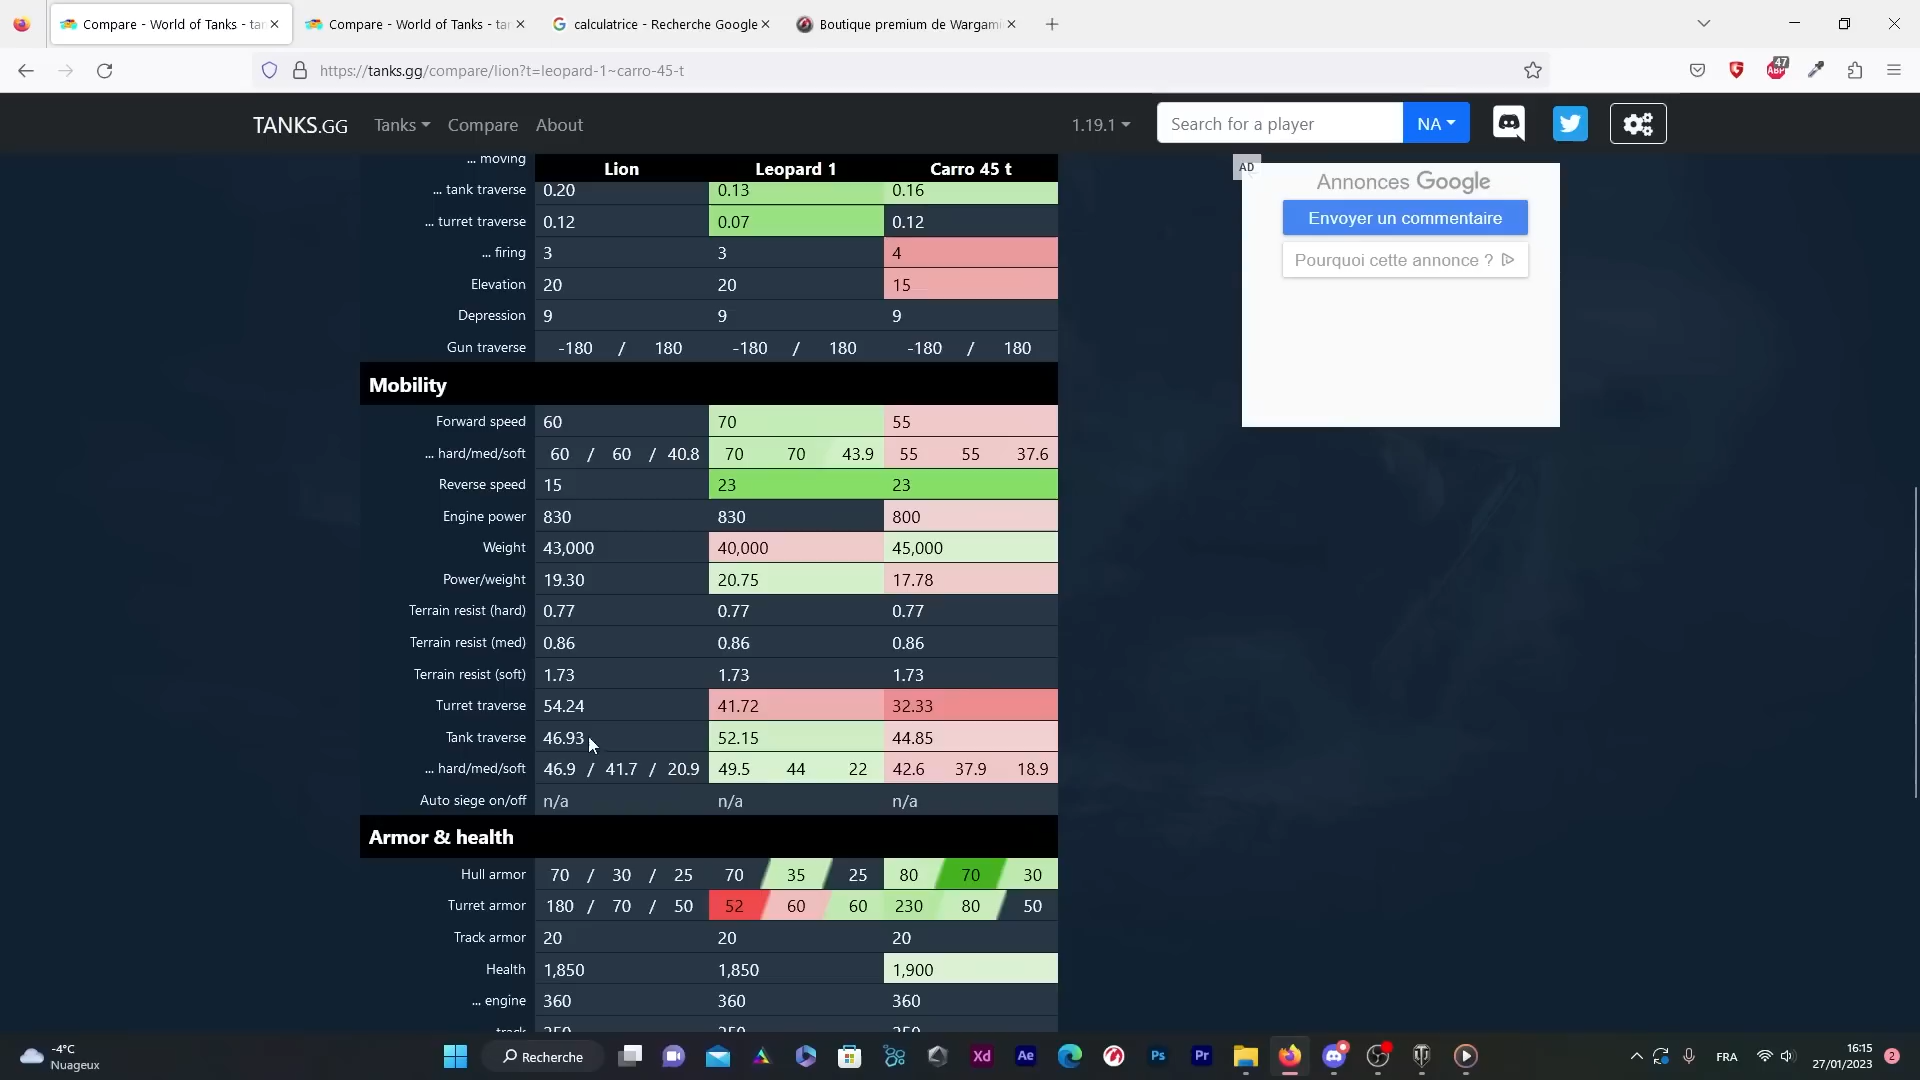 Compare - World of Tanks - tan
Compare - World of Tanks - tan
calculatrice - Recherche Google
Boutique premium de Wargami
https://tanks.gg/compare/lion?t=leopard-1~carro-45-t
47
ABP
TANKS.GG Tanks Compare About 1.19.1 Search for a player NA
Lion Leopard 1 Carro 45 t
... moving
... tank traverse 0.20 0.13 0.16
... turret traverse 0.12 0.07 0.12
... firing 3 3 4
Elevation 20 20 15
Depression 9 9 9
Gun traverse -180 / 180 -180 / 180 -180 / 180
Mobility
Forward speed 60 70 55
... hard/med/soft 60 / 60 / 40.8 70 70 43.9 55 55 37.6
Reverse speed 15 23 23
Engine power 830 830 800
Weight 43,000 40,000 45,000
Power/weight 19.30 20.75 17.78
Terrain resist (hard) 0.77 0.77 0.77
Terrain resist (med) 0.86 0.86 0.86
Terrain resist (soft) 1.73 1.73 1.73
Turret traverse 54.24 41.72 32.33
Tank traverse 46.93 52.15 44.85
... hard/med/soft 46.9 / 41.7 / 20.9 49.5 44 22 42.6 37.9 18.9
Auto siege on/off n/a n/a n/a
Armor & health
Hull armor 70 / 30 / 25 70 35 25 80 70 30
Turret armor 180 / 70 / 50 52 60 60 230 80 50
Track armor 20 20 20
Health 1,850 1,850 1,900
... engine 360 360 360
AD
Annonces Google
Envoyer un commentaire
Pourquoi cette annonce ?
-4°C
Nuageux
Recherche
Xd
Ae
Ps
Pr
FRA
16:15
27/01/2023
2